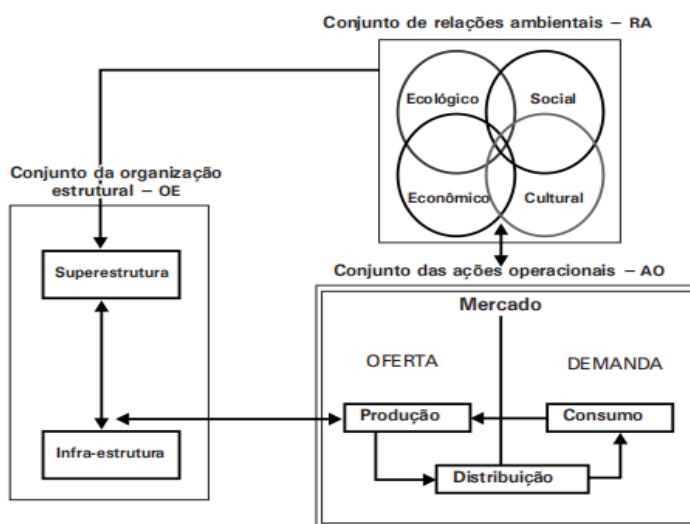 Conjunto de relações ambientais – RA
Ecológico
Social
Econômico
Cultural
Conjunto da organização
estrutural – OE
Superestrutura
Infra-estrutura
Conjunto das ações operacionais – AO
Mercado
OFERTA
DEMANDA
Produção
Consumo
Distribuição